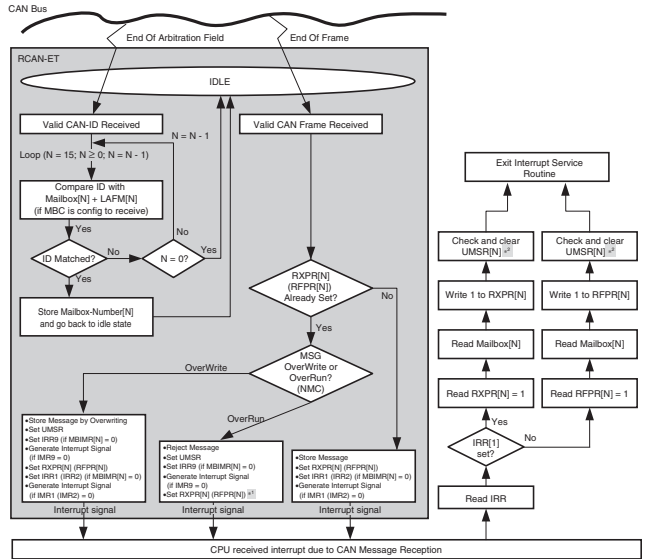 CAN Bus
End Of Arbitration Field
End Of Frame
RCAN-ET
IDLE
Valid CAN-ID Received
Valid CAN Frame Received
N = N - 1
Loop (N = 15; N ≥ 0; N = N - 1)
Compare ID with
Mailbox[N] + LAFM[N]
(if MBC is config to receive)
Yes
No
ID Matched?
No
N = 0?
Yes
Yes
Store Mailbox-Number[N]
and go back to idle state
RXPR[N]
(RFPR[N])
Already Set?
No
Yes
MSG
OverWrite or
OverRun?
(NMC)
OverWrite
OverRun
•Store Message by Overwriting
•Set UMSR
•Set IRR9 (if MBIMR[N] = 0)
•Generate Interrupt Signal
(if IMR9 = 0)
•Set RXPR[N] (RFPR[N])
•Set IRR1 (IRR2) (if MBIMR[N] = 0)
•Generate Interrupt Signal
(if IMR1 (IMR2) = 0)
•Reject Message
•Set UMSR
•Set IRR9 (if MBIMR[N] = 0)
•Generate Interrupt Signal
(if IMR9 = 0)
•Set RXPR[N] (RFPR[N]) *1
•Store Message
•Set RXPR[N] (RFPR[N])
•Set IRR1 (IRR2) (if MBIMR[N] = 0)
•Generate Interrupt Signal
(if IMR1 (IMR2) = 0)
Interrupt signal
Interrupt signal
Interrupt signal
CPU received interrupt due to CAN Message Reception
Exit Interrupt Service
Routine
Check and clear
UMSR[N] *2
Check and clear
UMSR[N] *2
Write 1 to RXPR[N]
Write 1 to RFPR[N]
Read Mailbox[N]
Read Mailbox[N]
Read RXPR[N] = 1
Read RFPR[N] = 1
Yes
IRR[1]
set?
No
Read IRR